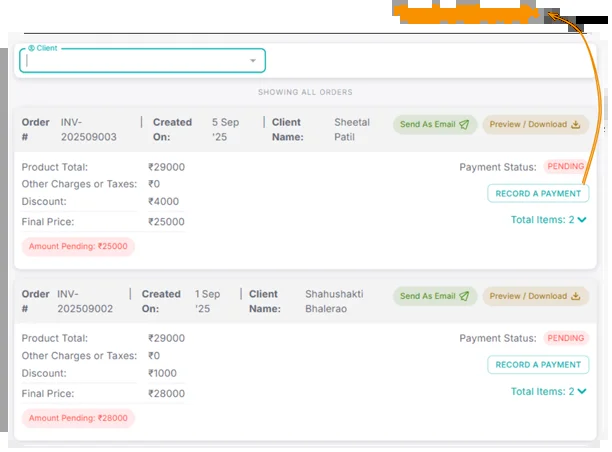 Client
SHOWING ALL ORDERS
Order # INV-202509003 | Created On: 5 Sep '25 | Client Name: Sheetal Patil Send As Email Preview / Download
Product Total: ₹29000 Payment Status: PENDING
Other Charges or Taxes: ₹0
Discount: ₹4000 RECORD A PAYMENT
Final Price: ₹25000 Total Items: 2
Amount Pending: ₹25000
Order # INV-202509002 | Created On: 1 Sep '25 | Client Name: Shahushakti Bhalerao Send As Email Preview / Download
Product Total: ₹29000 Payment Status: PENDING
Other Charges or Taxes: ₹0
Discount: ₹1000 RECORD A PAYMENT
Final Price: ₹28000 Total Items: 2
Amount Pending: ₹28000